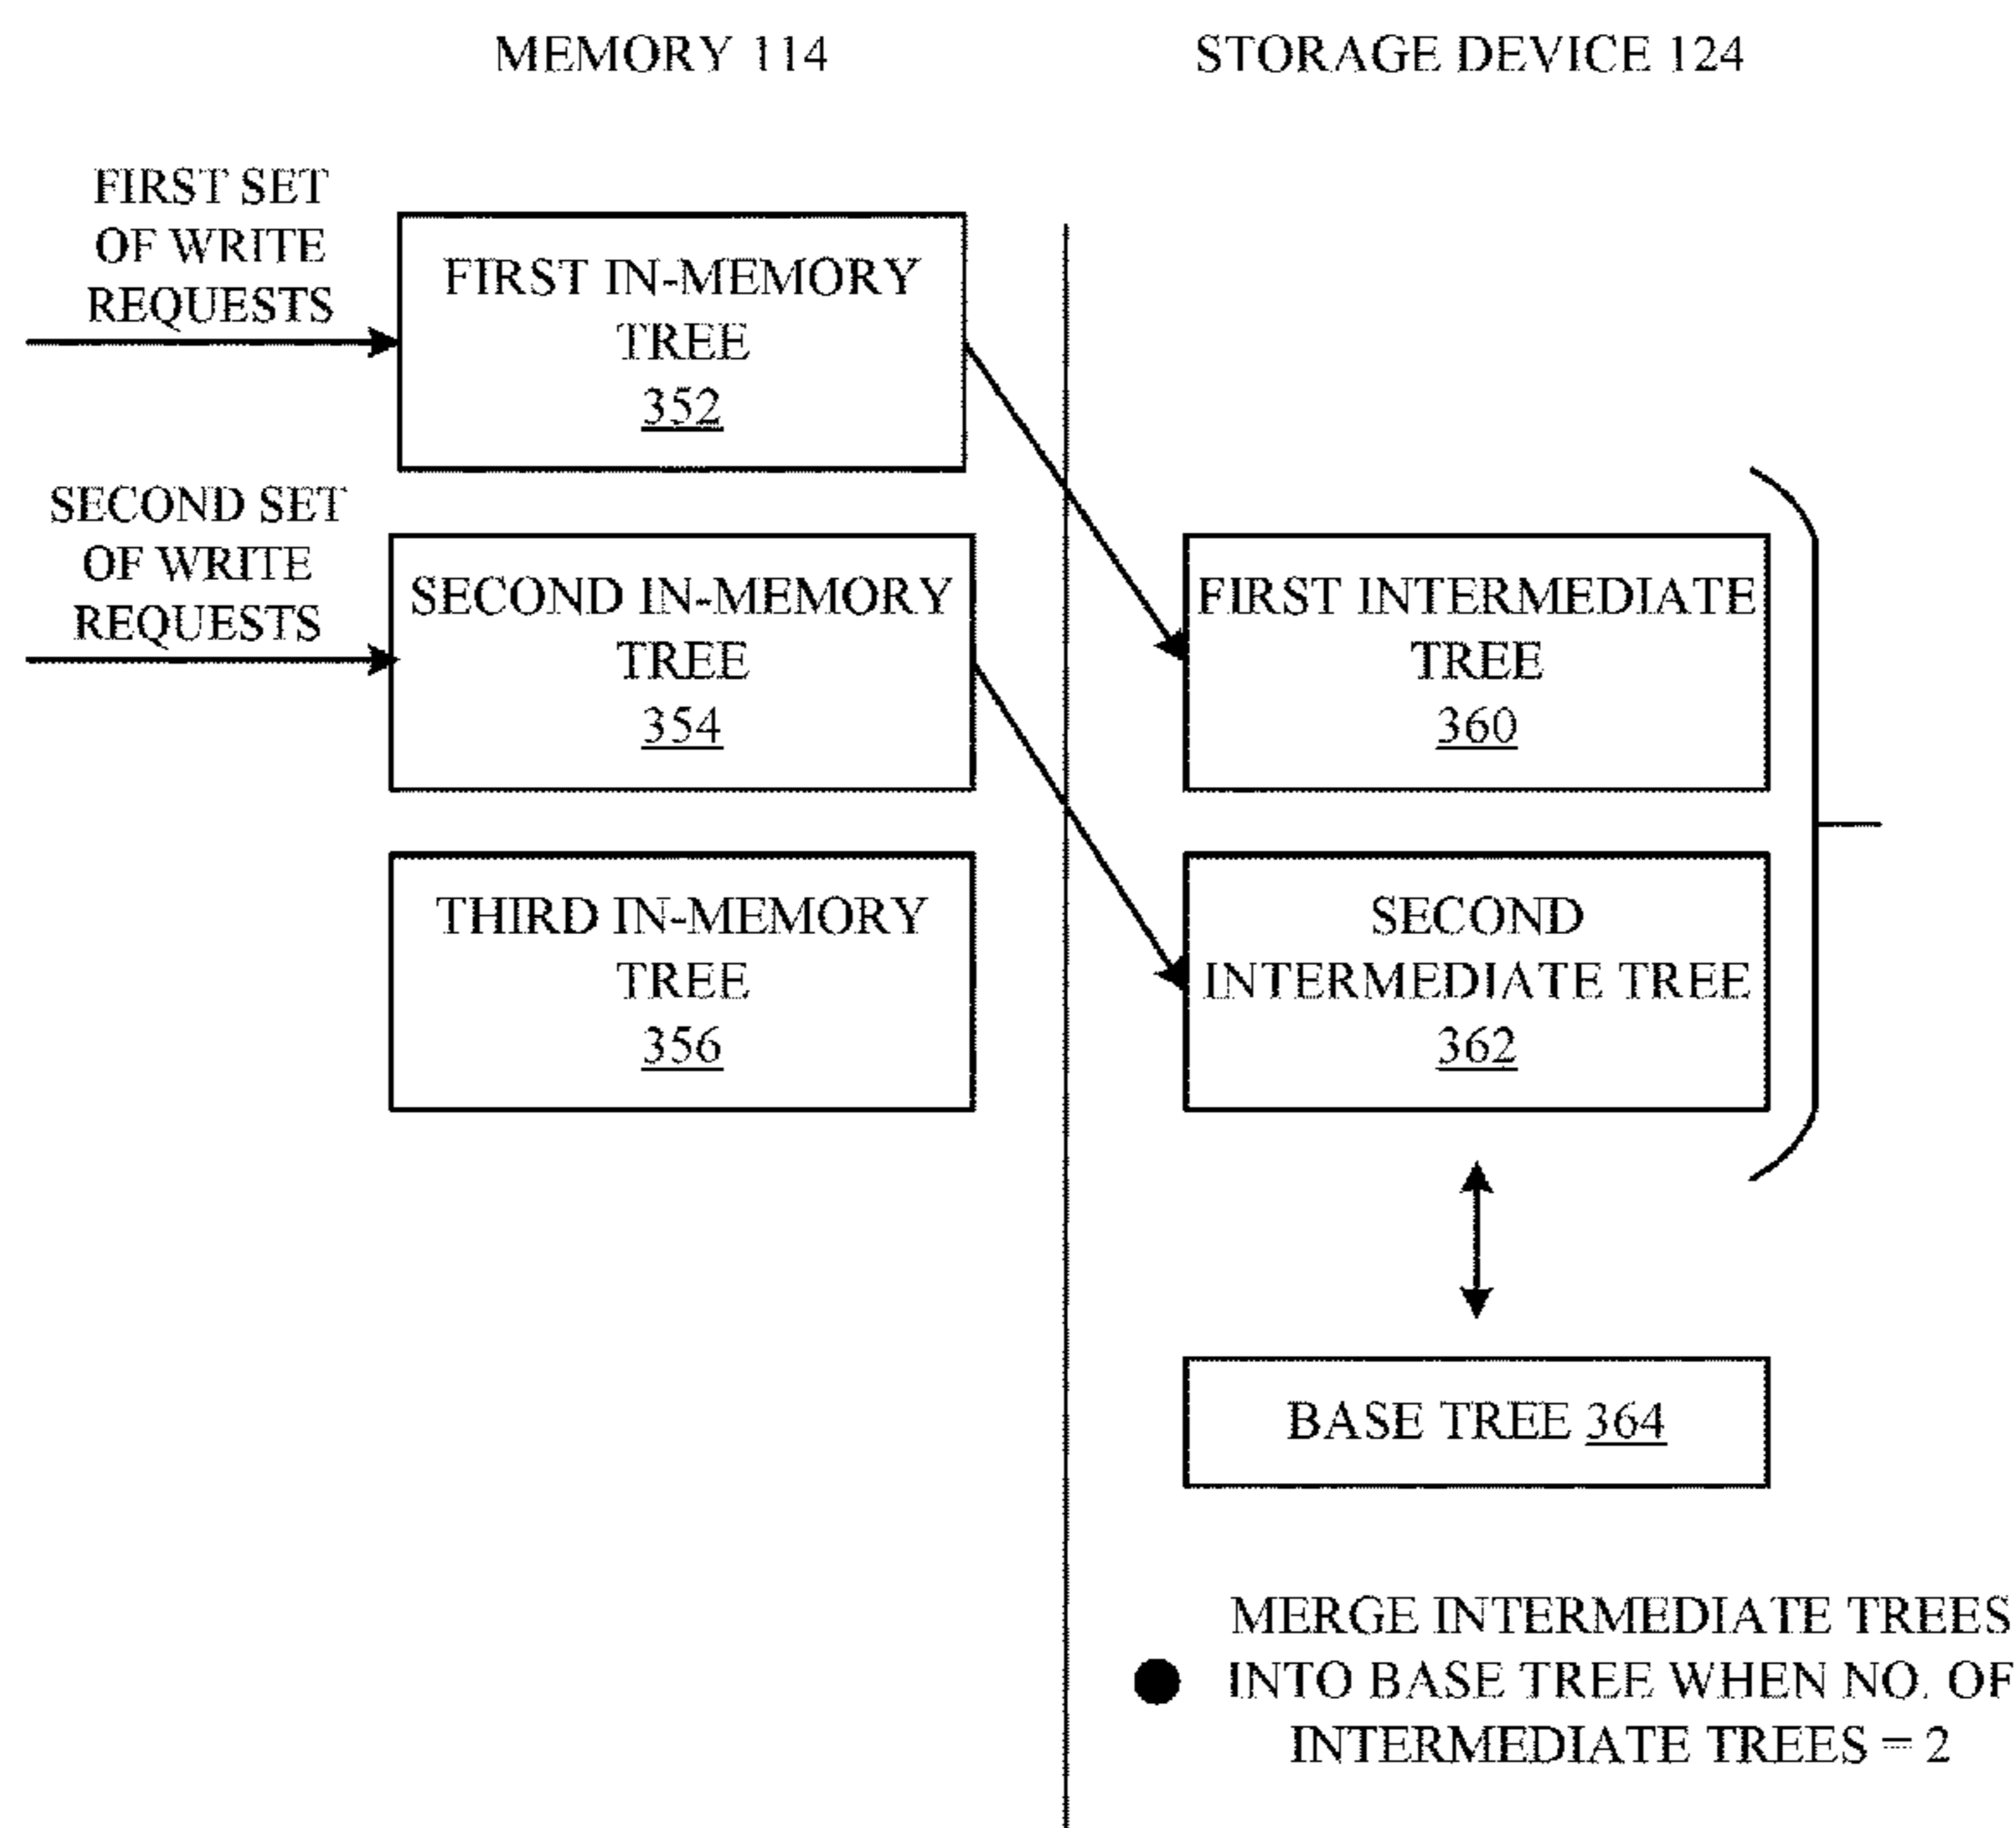 MEMORY 114
STORAGE DEVICE 124
FIRST SET
OF WRITE
REQUESTS
FIRST IN-MEMORY
TREE
352
SECOND SET
OF WRITE
REQUESTS
SECOND IN-MEMORY
TREE
354
FIRST INTERMEDIATE
TREE
360
THIRD IN-MEMORY
TREE
356
SECOND
INTERMEDIATE TREE
362
BASE TREE 364
MERGE INTERMEDIATE TREES
INTO BASE TREE WHEN NO. OF
INTERMEDIATE TREES = 2